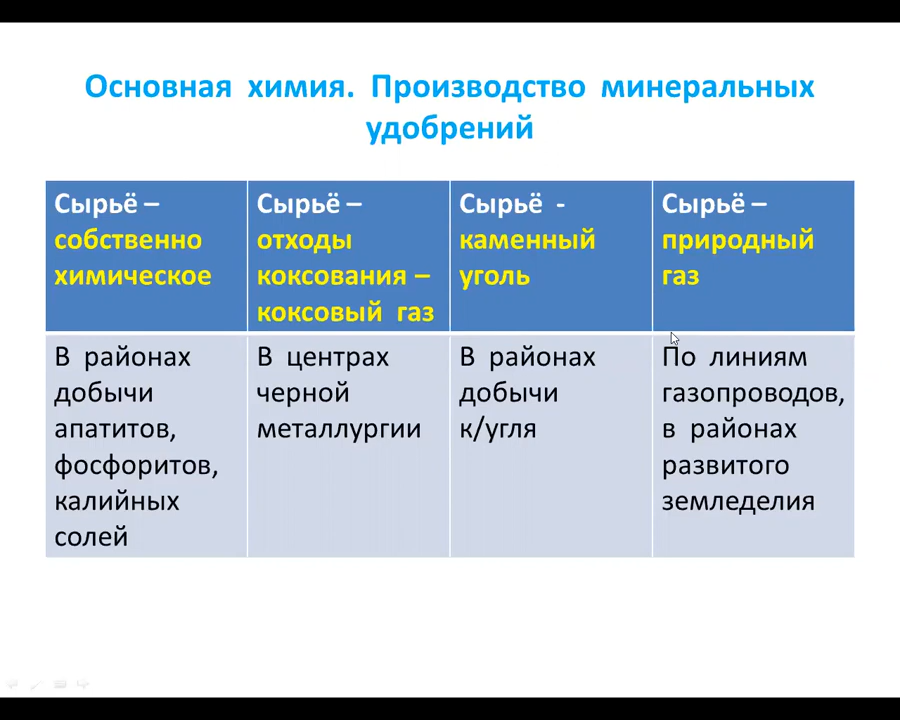 Основная химия. Производство минеральных
удобрений
Сырьё –
собственно
химическое
Сырьё –
отходы
коксования –
коксовый газ
Сырьё -
каменный
уголь
Сырьё –
природный
газ
В районах
добычи
апатитов,
фосфоритов,
калийных
солей
В центрах
черной
металлургии
В районах
добычи
к/угля
По линиям
газопроводов,
в районах
развитого
земледелия